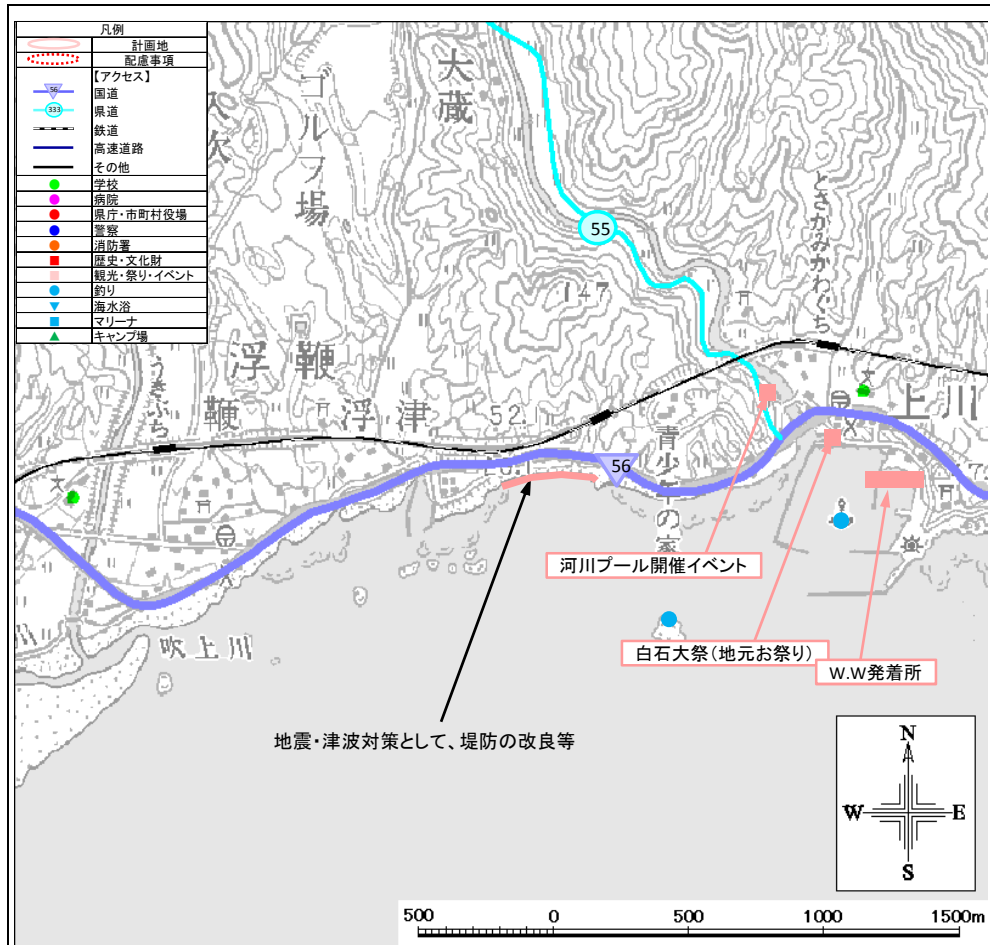 凡例
計画地
配慮事項
【アクセス】
56 国道
333 県道
鉄道
高速道路
その他
学校
病院
県庁・市町村役場
警察
消防署
歴史・文化財
観光・祭り・イベント
釣り
海水浴
マリーナ
キャンプ場
大蔵
ゴルフ場
55
とさかみかわぐち
147
浮鞭
うきぶち
鞭
浮津
52.1
上川
青少年の家
56
河川プール開催イベント
白石大祭(地元お祭り)
W.W発着所
吹上川
地震・津波対策として、堤防の改良等
N
W
E
S
500
0
500
1000
1500m